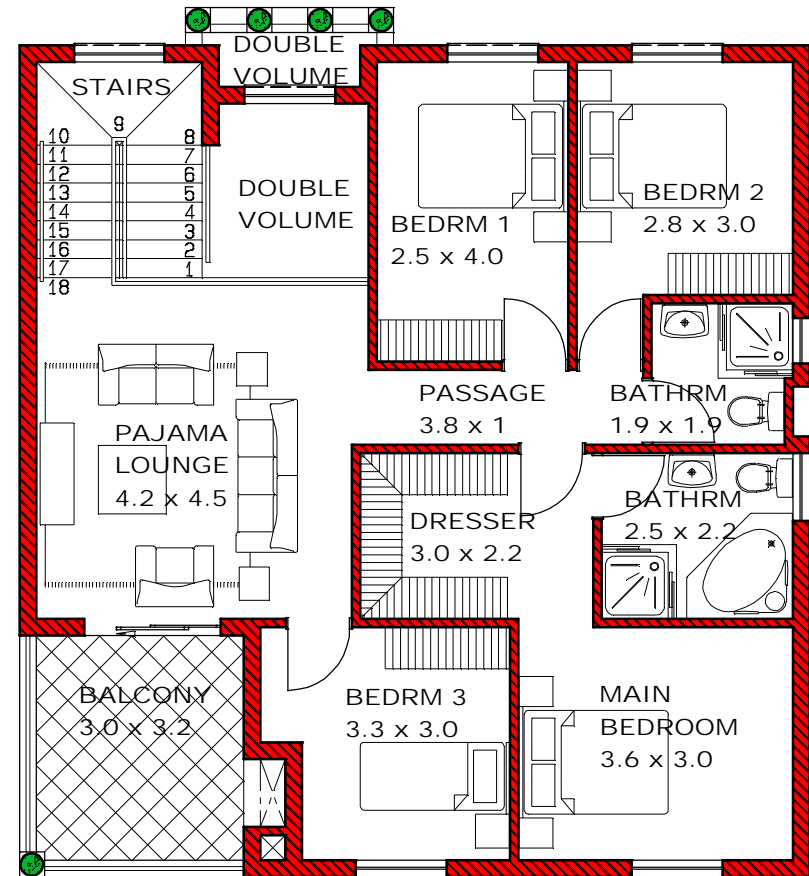 DOUBLE
VOLUME
STAIRS
9
10
11
12
13
14
15
16
17
18
8
7
6
5
4
3
2
1
DOUBLE
VOLUME
BEDRM 1
2.5 x 4.0
BEDRM 2
2.8 x 3.0
PASSAGE
3.8 x 1
BATHRM
1.9 x 1.9
PAJAMA
LOUNGE
4.2 x 4.5
DRESSER
3.0 x 2.2
BATHRM
2.5 x 2.2
BALCONY
3.0 x 3.2
BEDRM 3
3.3 x 3.0
MAIN
BEDROOM
3.6 x 3.0